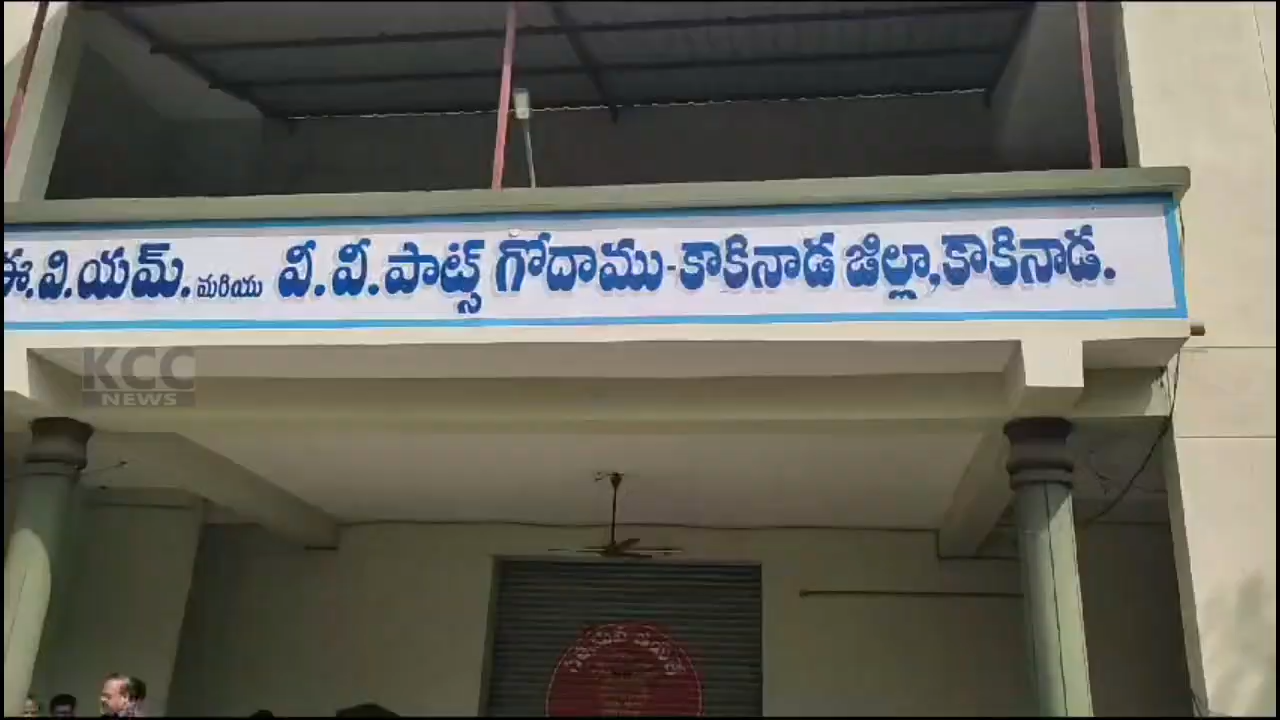 ఈ.వి.యమ్. మరియు వీ.వీ.పాట్స్ గోదాము-కాకినాడ జిల్లా,కాకినాడ.
KCC
NEWS